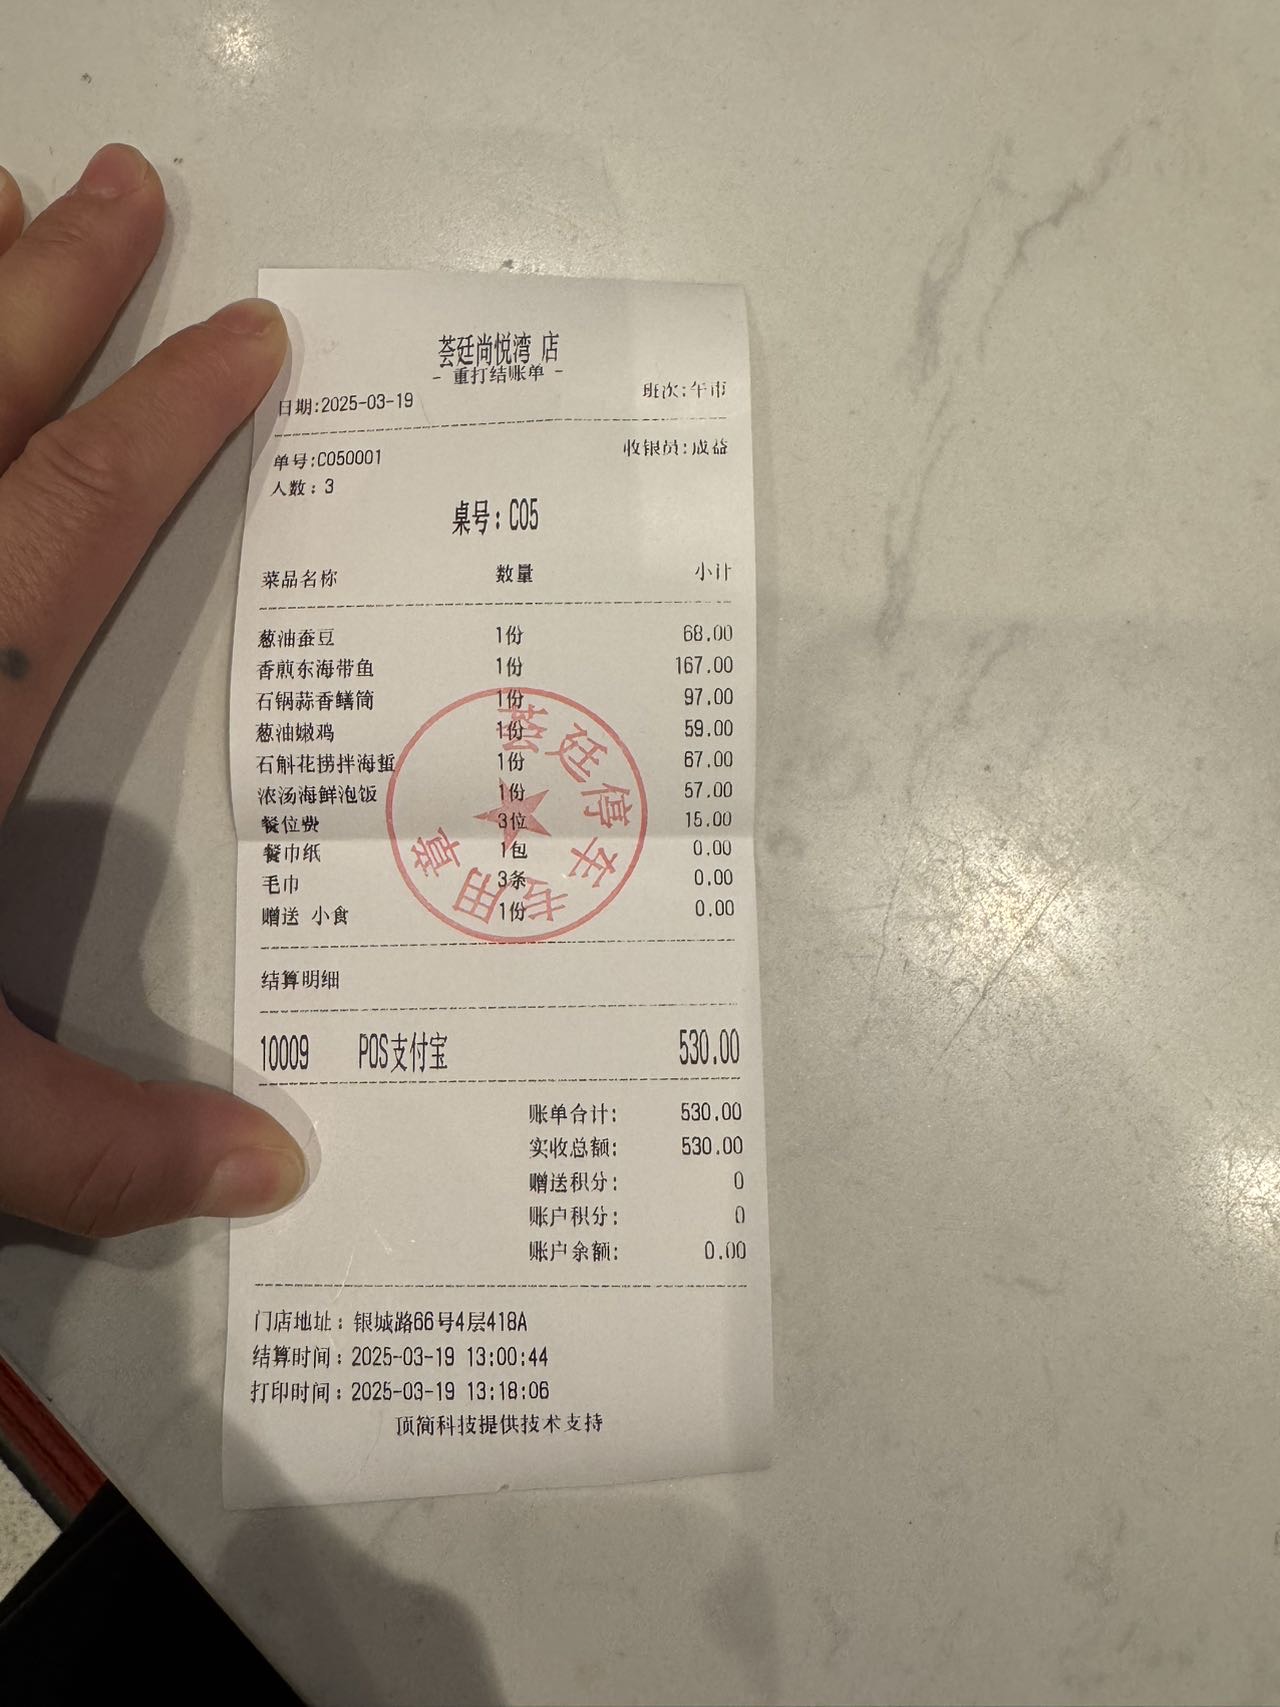 荟廷尚悦湾 店
- 重打结账单 -
日期:2025-03-19 班次:午市
单号:C050001 收银员:成益
人数: 3
桌号: C05
菜品名称 数量 小计
葱油蚕豆 1份 68.00
香煎东海带鱼 1份 167.00
石锅蒜香鳝筒 1份 97.00
葱油嫩鸡 1份 59.00
石斛花捞拌海蜇 1份 67.00
浓汤海鲜泡饭 1份 57.00
餐位费 3位 15.00
餐巾纸 1包 0.00
毛巾 3条 0.00
赠送 小食 1份 0.00
荟廷停车专用章
结算明细
10009 POS支付宝 530.00
账单合计: 530.00
实收总额: 530.00
赠送积分: 0
账户积分: 0
账户余额: 0.00
门店地址: 银城路66号4层418A
结算时间: 2025-03-19 13:00:44
打印时间: 2025-03-19 13:18:06
顶简科技提供技术支持